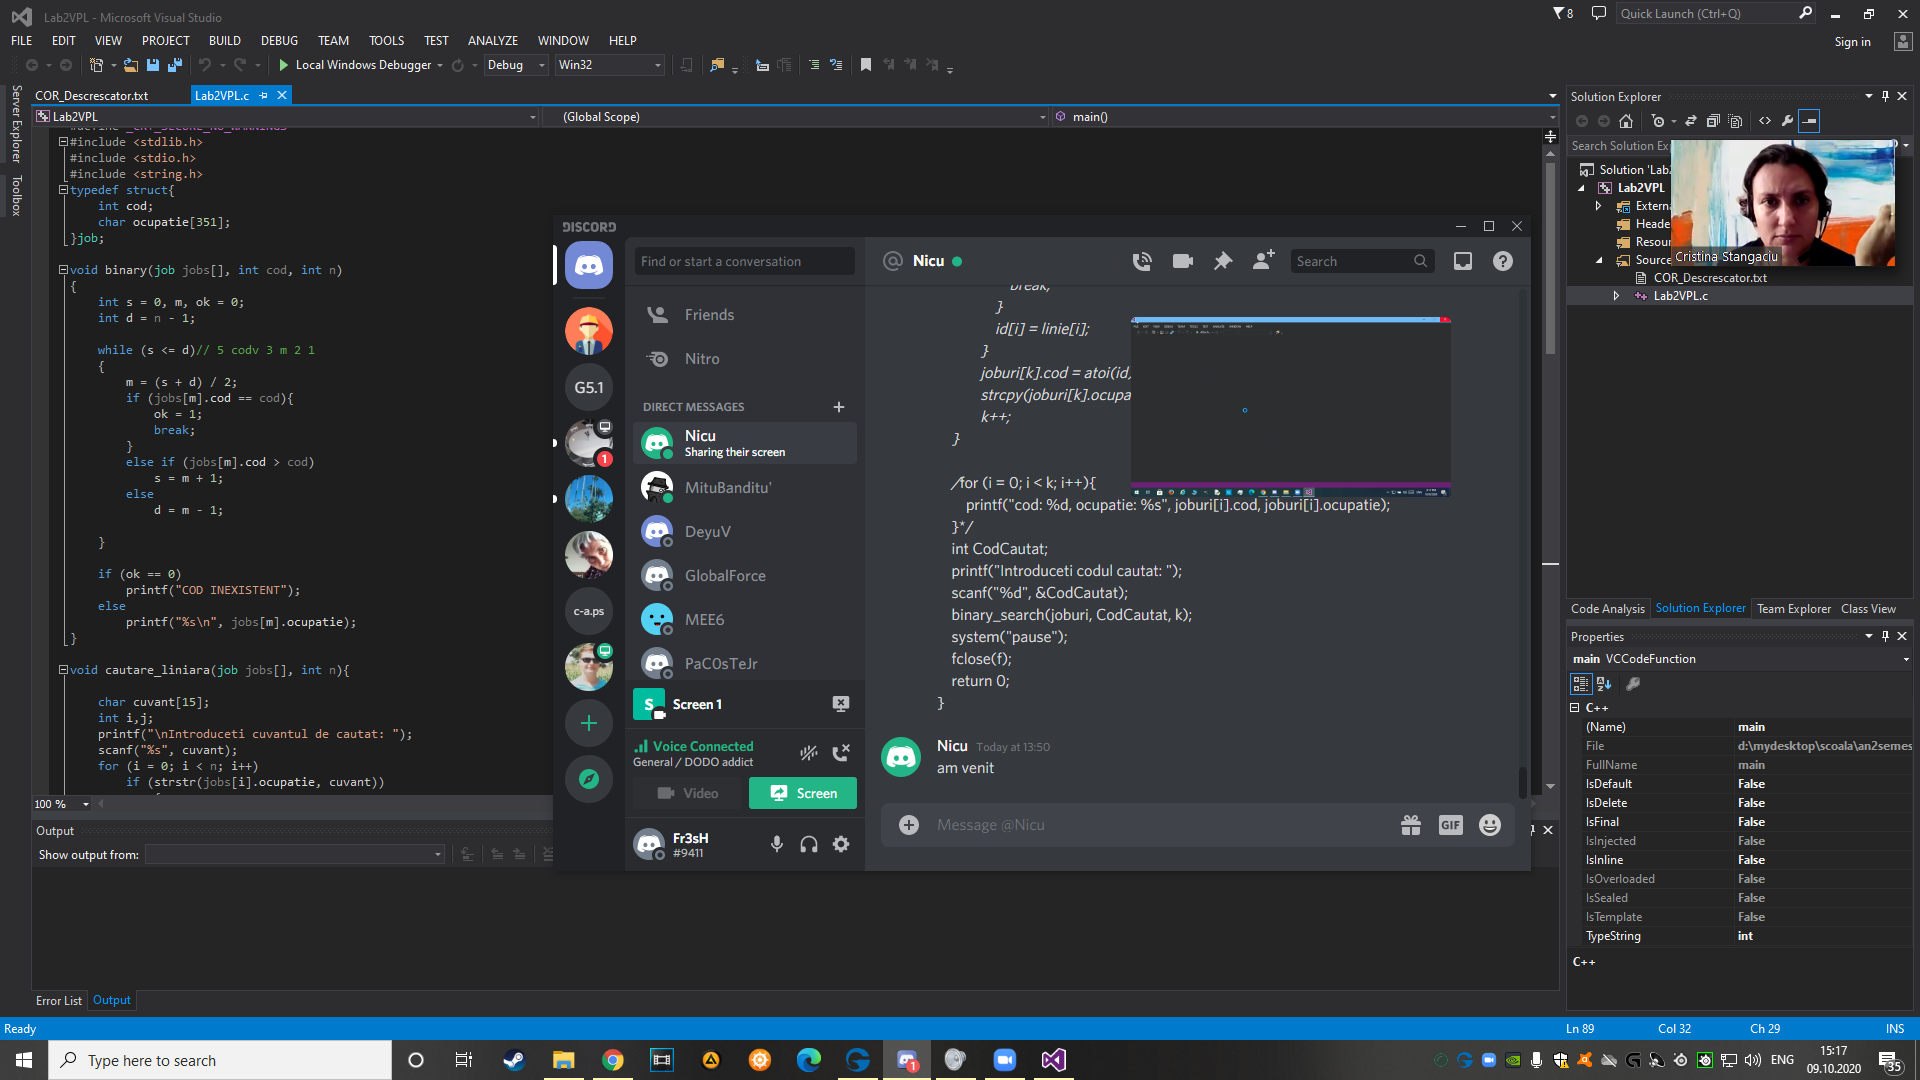 Lab2VPL - Microsoft Visual Studio
8
Quick Launch (Ctrl+Q)
FILE EDIT VIEW PROJECT BUILD DEBUG TEAM TOOLS TEST ANALYZE WINDOW HELP
Sign in
Local Windows Debugger
Debug
Win32
Server Explorer
Toolbox
COR_Descrescator.txt
Lab2VPL.c
Lab2VPL
(Global Scope)
main()
#define _CRT_SECURE_NO_WARNINGS
#include <stdlib.h>
#include <stdio.h>
#include <string.h>
typedef struct{
int cod;
char ocupatie[351];
}job;
void binary(job jobs[], int cod, int n)
{
int s = 0, m, ok = 0;
int d = n - 1;
while (s <= d)// 5 codv 3 m 2 1
{
m = (s + d) / 2;
if (jobs[m].cod == cod){
ok = 1;
break;
}
else if (jobs[m].cod > cod)
s = m + 1;
else
d = m - 1;
}
if (ok == 0)
printf("COD INEXISTENT");
else
printf("%s\n", jobs[m].ocupatie);
}
void cautare_liniara(job jobs[], int n){
char cuvant[15];
int i,j;
printf("\nIntroduceti cuvantul de cautat: ");
scanf("%s", cuvant);
for (i = 0; i < n; i++)
if (strstr(jobs[i].ocupatie, cuvant))
100 %
Output
Show output from:
Error List
Output
DISCORD
Find or start a conversation
Friends
Nitro
DIRECT MESSAGES
Nicu
Sharing their screen
MituBanditu'
DeyuV
GlobalForce
MEE6
PaC0sTeJr
G5.1
1
c-a.ps
S
Screen 1
Voice Connected
General / DODO addict
Video
Screen
Fr3sH
#9411
Nicu
Search
break;
}
id[i] = linie[i];
}
joburi[k].cod = atoi(id)
strcpy(joburi[k].ocupa
k++;
}
/for (i = 0; i < k; i++){
printf("cod: %d, ocupatie: %s", joburi[i].cod, joburi[i].ocupatie);
}*/
int CodCautat;
printf("Introduceti codul cautat: ");
scanf("%d", &CodCautat);
binary_search(joburi, CodCautat, k);
system("pause");
fclose(f);
return 0;
}
Nicu Today at 13:50
am venit
Message @Nicu
GIF
Solution Explorer
Search Solution Ex
Solution 'Lab2
Lab2VPL
Extern
Heade
Resour
Source
COR_Descrescator.txt
Lab2VPL.c
Cristina Stangaciu
Code Analysis
Solution Explorer
Team Explorer
Class View
Properties
main VCCodeFunction
C++
(Name) main
File d:\mydesktop\scoala\an2semes
FullName main
IsDefault False
IsDelete False
IsFinal False
IsInjected False
IsInline False
IsOverloaded False
IsSealed False
IsTemplate False
TypeString int
C++
Ready
Ln 89
Col 32
Ch 29
INS
Type here to search
1
ENG
15:17
09.10.2020
35